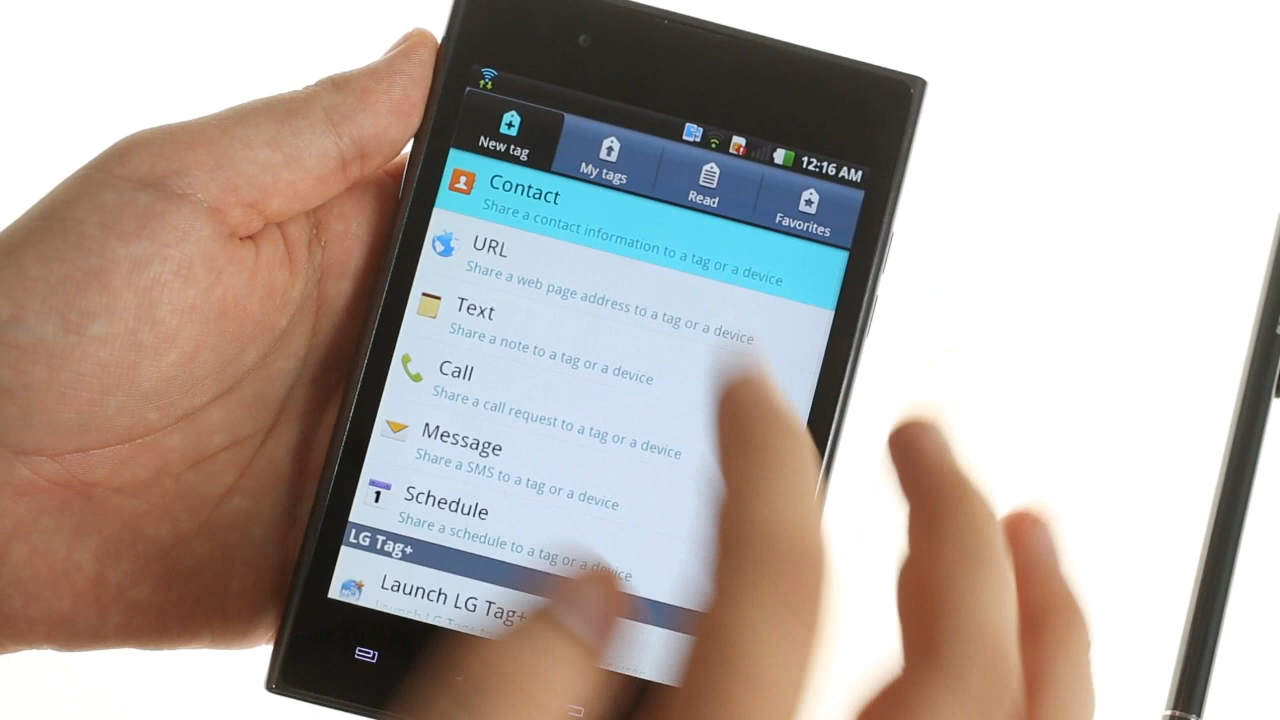 12:16 AM
New tag
My tags
Read
Favorites
Contact
Share a contact information to a tag or a device
URL
Share a web page address to a tag or a device
Text
Share a note to a tag or a device
Call
Share a call request to a tag or a device
Message
Share a SMS to a tag or a device
1
Schedule
Share a schedule to a tag or a device
LG Tag+
Launch LG Tag+